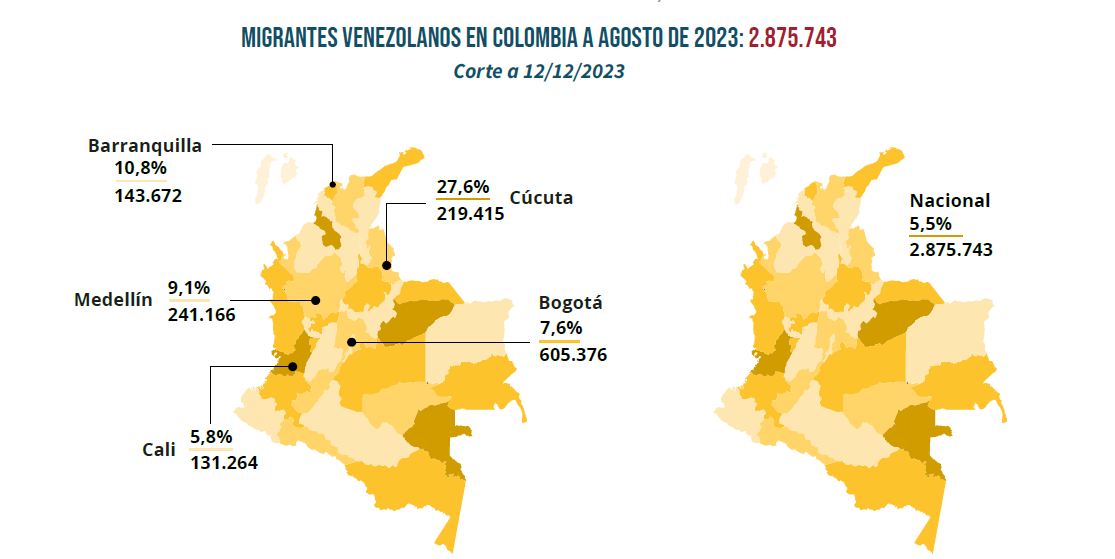 MIGRANTES VENEZOLANOS EN COLOMBIA A AGOSTO DE 2023: 2.875.743
Corte a 12/12/2023
Barranquilla
10,8%
143.672
27,6%
Cúcuta
219.415
Nacional
5,5%
2.875.743
Medellín
9,1%
241.166
Bogotá
7,6%
605.376
Cali
5,8%
131.264